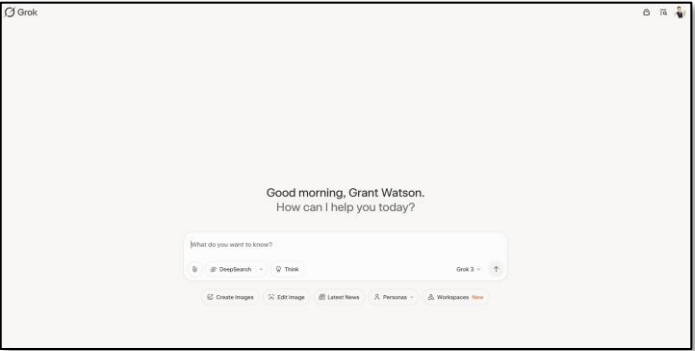 Grok
Good morning, Grant Watson.
How can I help you today?
What do you want to know?
DeepSearch
Think
Grok 3
Create Images
Edit Image
Latest News
Personas
Workspaces New